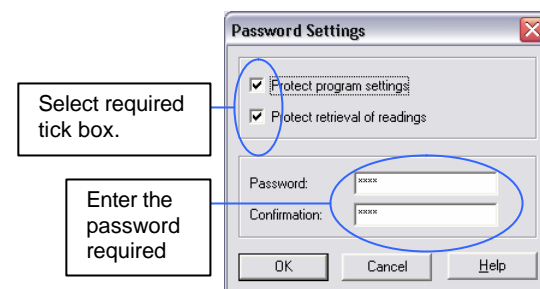 Password Settings
Protect program settings
Protect retrieval of readings
Select required
tick box.
Password: ****
Confirmation: ****
Enter the
password
required
OK Cancel Help